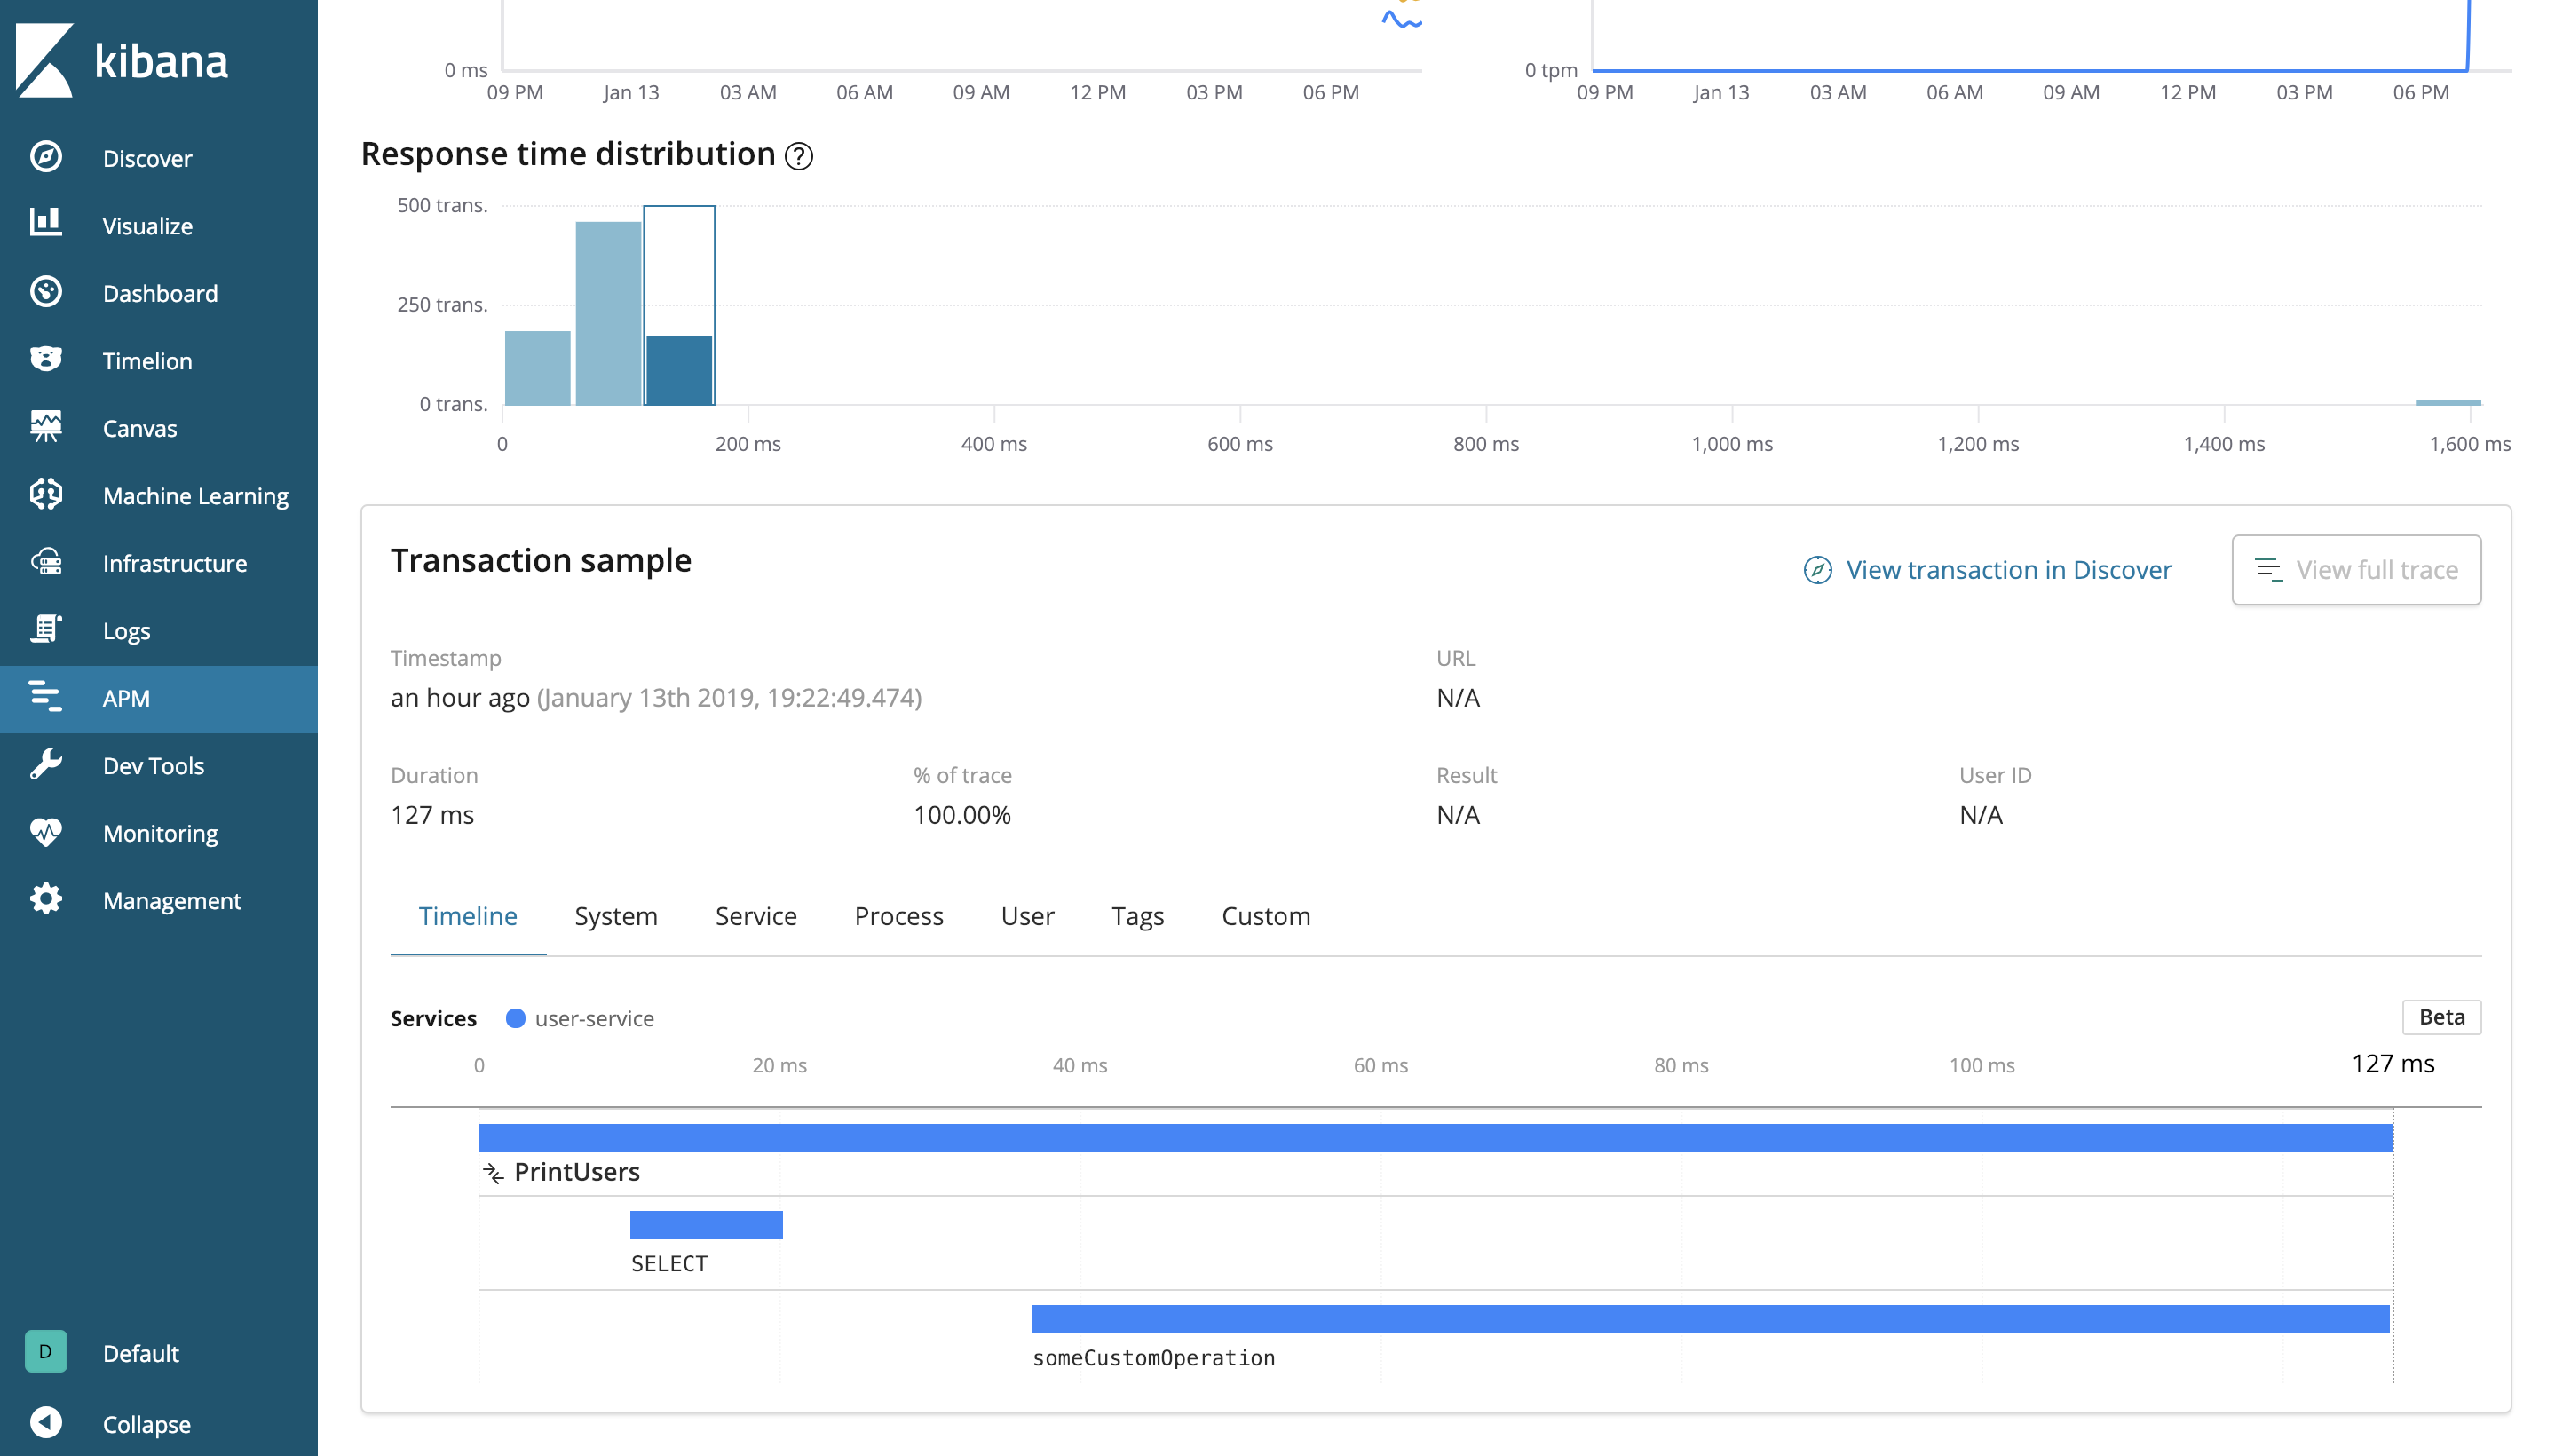 kibana
Discover
Visualize
Dashboard
Timelion
Canvas
Machine Learning
Infrastructure
Logs
APM
Dev Tools
Monitoring
Management
D Default
Collapse
0 ms
09 PM Jan 13 03 AM 06 AM 09 AM 12 PM 03 PM 06 PM
0 tpm
09 PM Jan 13 03 AM 06 AM 09 AM 12 PM 03 PM 06 PM
Response time distribution ?
500 trans.
250 trans.
0 trans.
0 200 ms 400 ms 600 ms 800 ms 1,000 ms 1,200 ms 1,400 ms 1,600 ms
Transaction sample
View transaction in Discover
View full trace
Timestamp
an hour ago (January 13th 2019, 19:22:49.474)
URL
N/A
Duration
127 ms
% of trace
100.00%
Result
N/A
User ID
N/A
Timeline System Service Process User Tags Custom
Services user-service
Beta
0 20 ms 40 ms 60 ms 80 ms 100 ms 127 ms
PrintUsers
SELECT
someCustomOperation